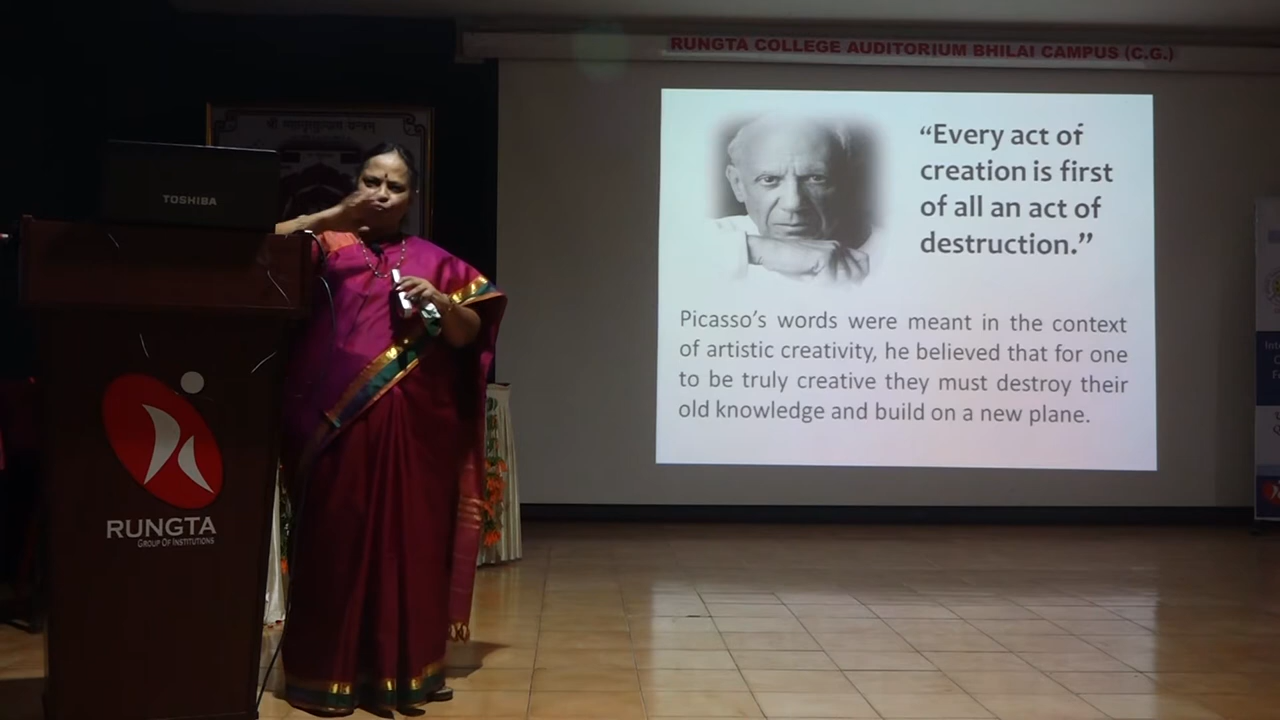 RUNGTA COLLEGE AUDITORIUM BHILAI CAMPUS (C.G.)
“Every act of
creation is first
of all an act of
destruction.”
Picasso’s words were meant in the context
of artistic creativity, he believed that for one
to be truly creative they must destroy their
old knowledge and build on a new plane.
TOSHIBA
RUNGTA
GROUP OF INSTITUTIONS